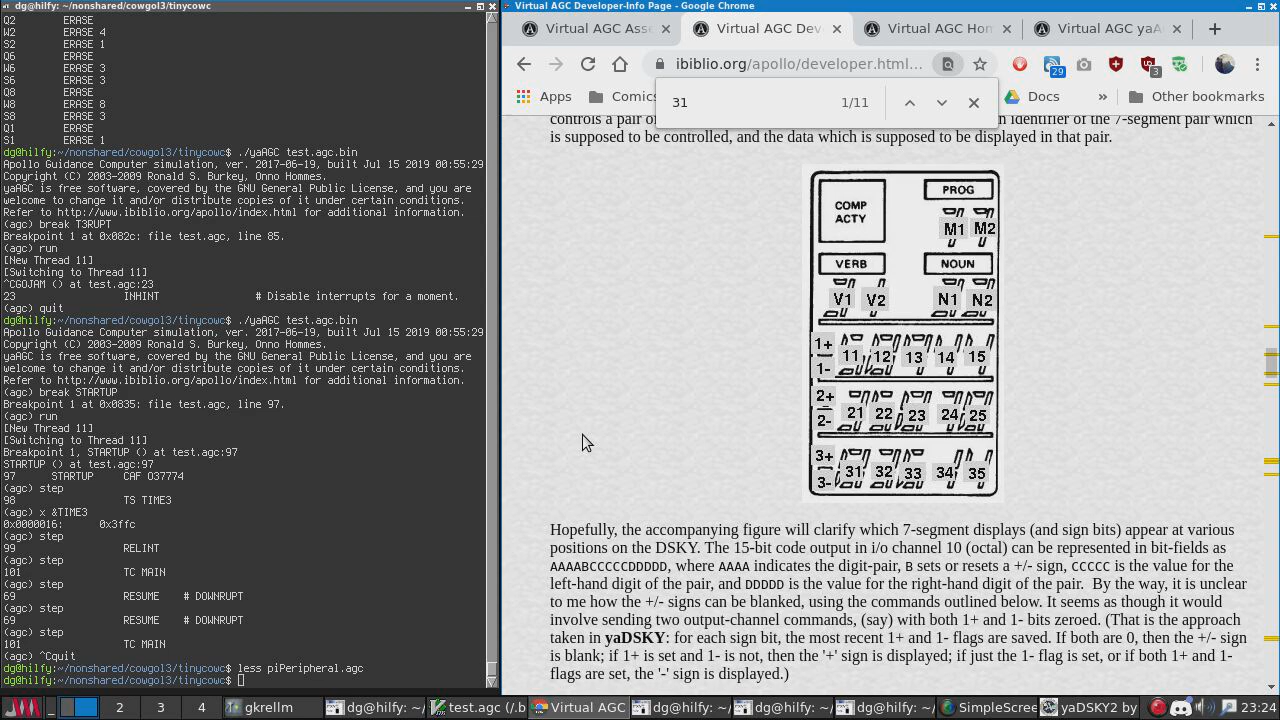 dg@hilfy: ~/nonshared/cowgol3/tinycowc
Q2 ERASE
W2 ERASE 4
S2 ERASE 1
Q6 ERASE
W6 ERASE 3
S6 ERASE 3
Q8 ERASE
W8 ERASE 8
S8 ERASE 3
Q1 ERASE
S1 ERASE 1
dg@hilfy:~/nonshared/cowgol3/tinycowc$ ./yaAGC test.agc.bin
Apollo Guidance Computer simulation, ver. 2017-05-19, built Jul 15 2019 00:55:29
Copyright (C) 2003-2009 Ronald S. Burkey, Onno Hommes.
yaAGC is free software, covered by the GNU General Public License, and you are
welcome to change it and/or distribute copies of it under certain conditions.
Refer to http://www.ibiblio.org/apollo/index.html for additional information.
(agc) break T3RUPT
Breakpoint 1 at 0x082c: file test.agc, line 85.
(agc) run
[New Thread 11]
[Switching to Thread 11]
^CGOJAM () at test.agc:23
23 INHINT # Disable interrupts for a moment.
(agc) quit
dg@hilfy:~/nonshared/cowgol3/tinycowc$ ./yaAGC test.agc.bin
Apollo Guidance Computer simulation, ver. 2017-05-19, built Jul 15 2019 00:55:29
Copyright (C) 2003-2009 Ronald S. Burkey, Onno Hommes.
yaAGC is free software, covered by the GNU General Public License, and you are
welcome to change it and/or distribute copies of it under certain conditions.
Refer to http://www.ibiblio.org/apollo/index.html for additional information.
(agc) break STARTUP
Breakpoint 1 at 0x0835: file test.agc, line 97.
(agc) run
[New Thread 11]
[Switching to Thread 11]
Breakpoint 1, STARTUP () at test.agc:97
STARTUP () at test.agc:97
97 STARTUP CAF O37774
(agc) step
98 TS TIME3
(agc) x &TIME3
0x0000016: 0x3ffc
(agc) step
99 RELINT
(agc) step
101 TC MAIN
(agc) step
69 RESUME # DOWNRUPT
(agc) step
69 RESUME # DOWNRUPT
(agc) step
101 TC MAIN
(agc) ^Cquit
dg@hilfy:~/nonshared/cowgol3/tinycowc$ less piPeripheral.agc
dg@hilfy:~/nonshared/cowgol3/tinycowc$
Virtual AGC Developer-Info Page - Google Chrome
Virtual AGC Ass
Virtual AGC Dev
Virtual AGC Hom
Virtual AGC yaA
ibiblio.org/apollo/developer.html...
29
3
Apps
Comics
Docs
»
Other bookmarks
31
1/11
controls a pair of
n identifier of the 7-segment pair which
is supposed to be controlled, and the data which is supposed to be displayed in that pair.
COMP ACTY
PROG
M1 M2
VERB NOUN
V1 V2 N1 N2
1+
11 12 13 14 15
1-
2+
21 22 23 24 25
2-
3+
31 32 33 34 35
3-
Hopefully, the accompanying figure will clarify which 7-segment displays (and sign bits) appear at various
positions on the DSKY. The 15-bit code output in i/o channel 10 (octal) can be represented in bit-fields as
AAAABCCCCCDDDDD, where AAAA indicates the digit-pair, B sets or resets a +/- sign, CCCCC is the value for the
left-hand digit of the pair, and DDDDD is the value for the right-hand digit of the pair. By the way, it is unclear
to me how the +/- signs can be blanked, using the commands outlined below. It seems as though it would
involve sending two output-channel commands, (say) with both 1+ and 1- bits zeroed. (That is the approach
taken in yaDSKY: for each sign bit, the most recent 1+ and 1- flags are saved. If both are 0, then the +/- sign
is blank; if 1+ is set and 1- is not, then the '+' sign is displayed; if just the 1- flag is set, or if both 1+ and 1-
flags are set, the '-' sign is displayed.)
2
3
4
gkrellm
dg@hilfy: ~/
test.agc (/.b
Virtual AGC
dg@hilfy: ~/
dg@hilfy: ~/
dg@hilfy: ~/
SimpleScree
yaDSKY2 by
23:24